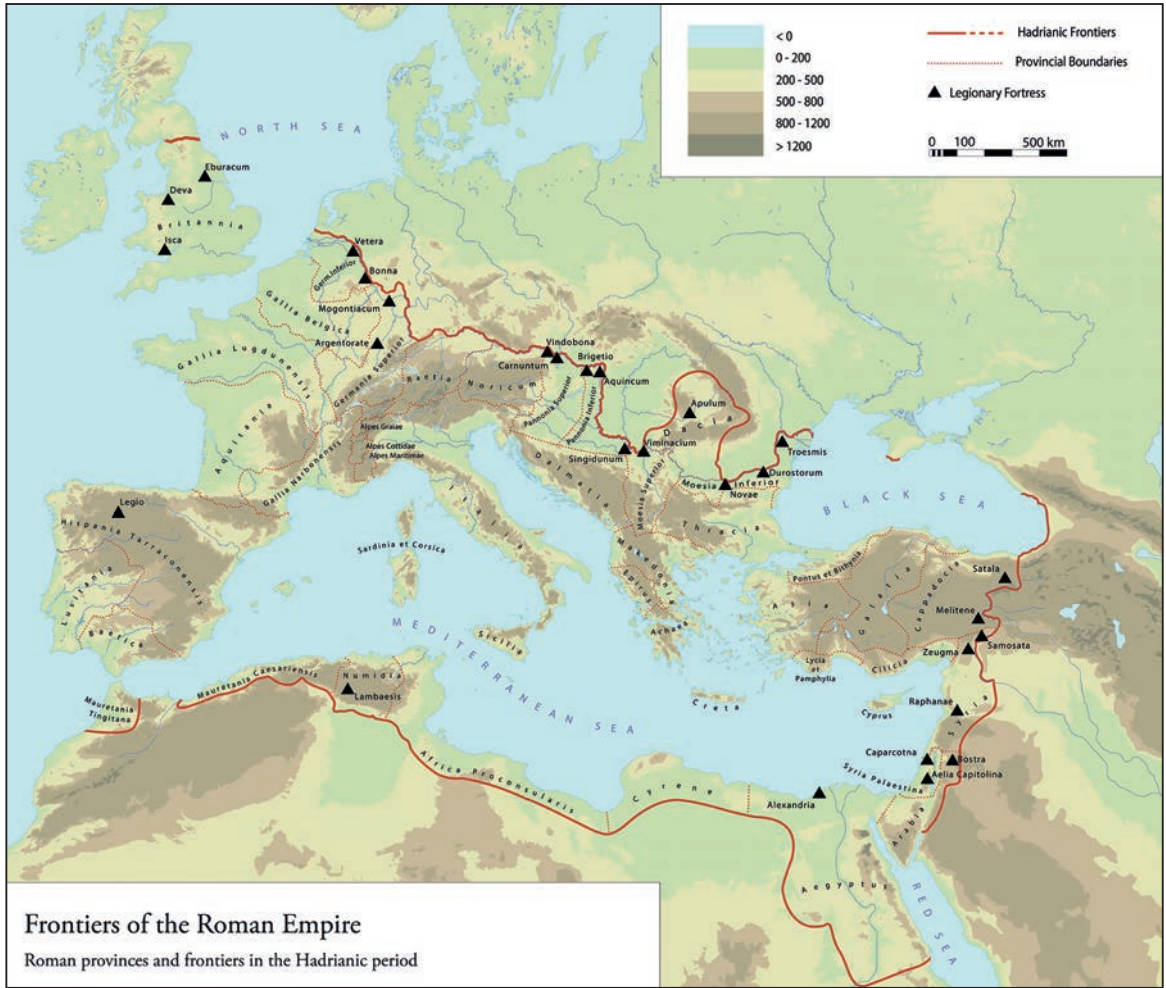 < 0
0 - 200
200 - 500
500 - 800
800 - 1200
> 1200
Hadrianic Frontiers
Provincial Boundaries
Legionary Fortress
0 100 500 km
NORTH SEA
Eburacum
Deva
Britannia
Isca
Vetera
Germ.Inferior
Bonna
Mogontiacum
Gallia Belgica
Argentorate
Gallia Lugdunensis
Germania Superior
Raetia
Noricum
Vindobona
Carnuntum
Brigetio
Aquincum
Pannonia Superior
Pannonia Inferior
Apulum
Dacia
Aquitania
Alpes Graiae
Alpes Cottidae
Alpes Maritimae
Gallia Narbonensis
Singidunum
Viminacium
Troesmis
Durostorum
Moesia Inferior
Novae
Moesia Superior
Dalmatia
Italia
Thracia
BLACK SEA
Legio
Hispania Tarraconensis
Luvitania
Baetica
Sardinia et Corsica
Makedonia
Epirus
Achaea
Pontus et Bithynia
Asia
Galatia
Cappadocia
Satala
Melitene
Samosata
Zeugma
Lycia
et
Pamphylia
Cilicia
Sicilie
MEDITERRANEAN SEA
Mauretania
Tingitana
Mauretania Caesariensis
Numidia
Lambaesis
Creta
Cyprus
Raphanae
Syria
Caparcotna
Bostra
Aelia Capitolina
Syria Palaestina
Africa Proconsularis
Cyrene
Alexandria
Arabia
Aegyptus
RED SEA
Frontiers of the Roman Empire
Roman provinces and frontiers in the Hadrianic period